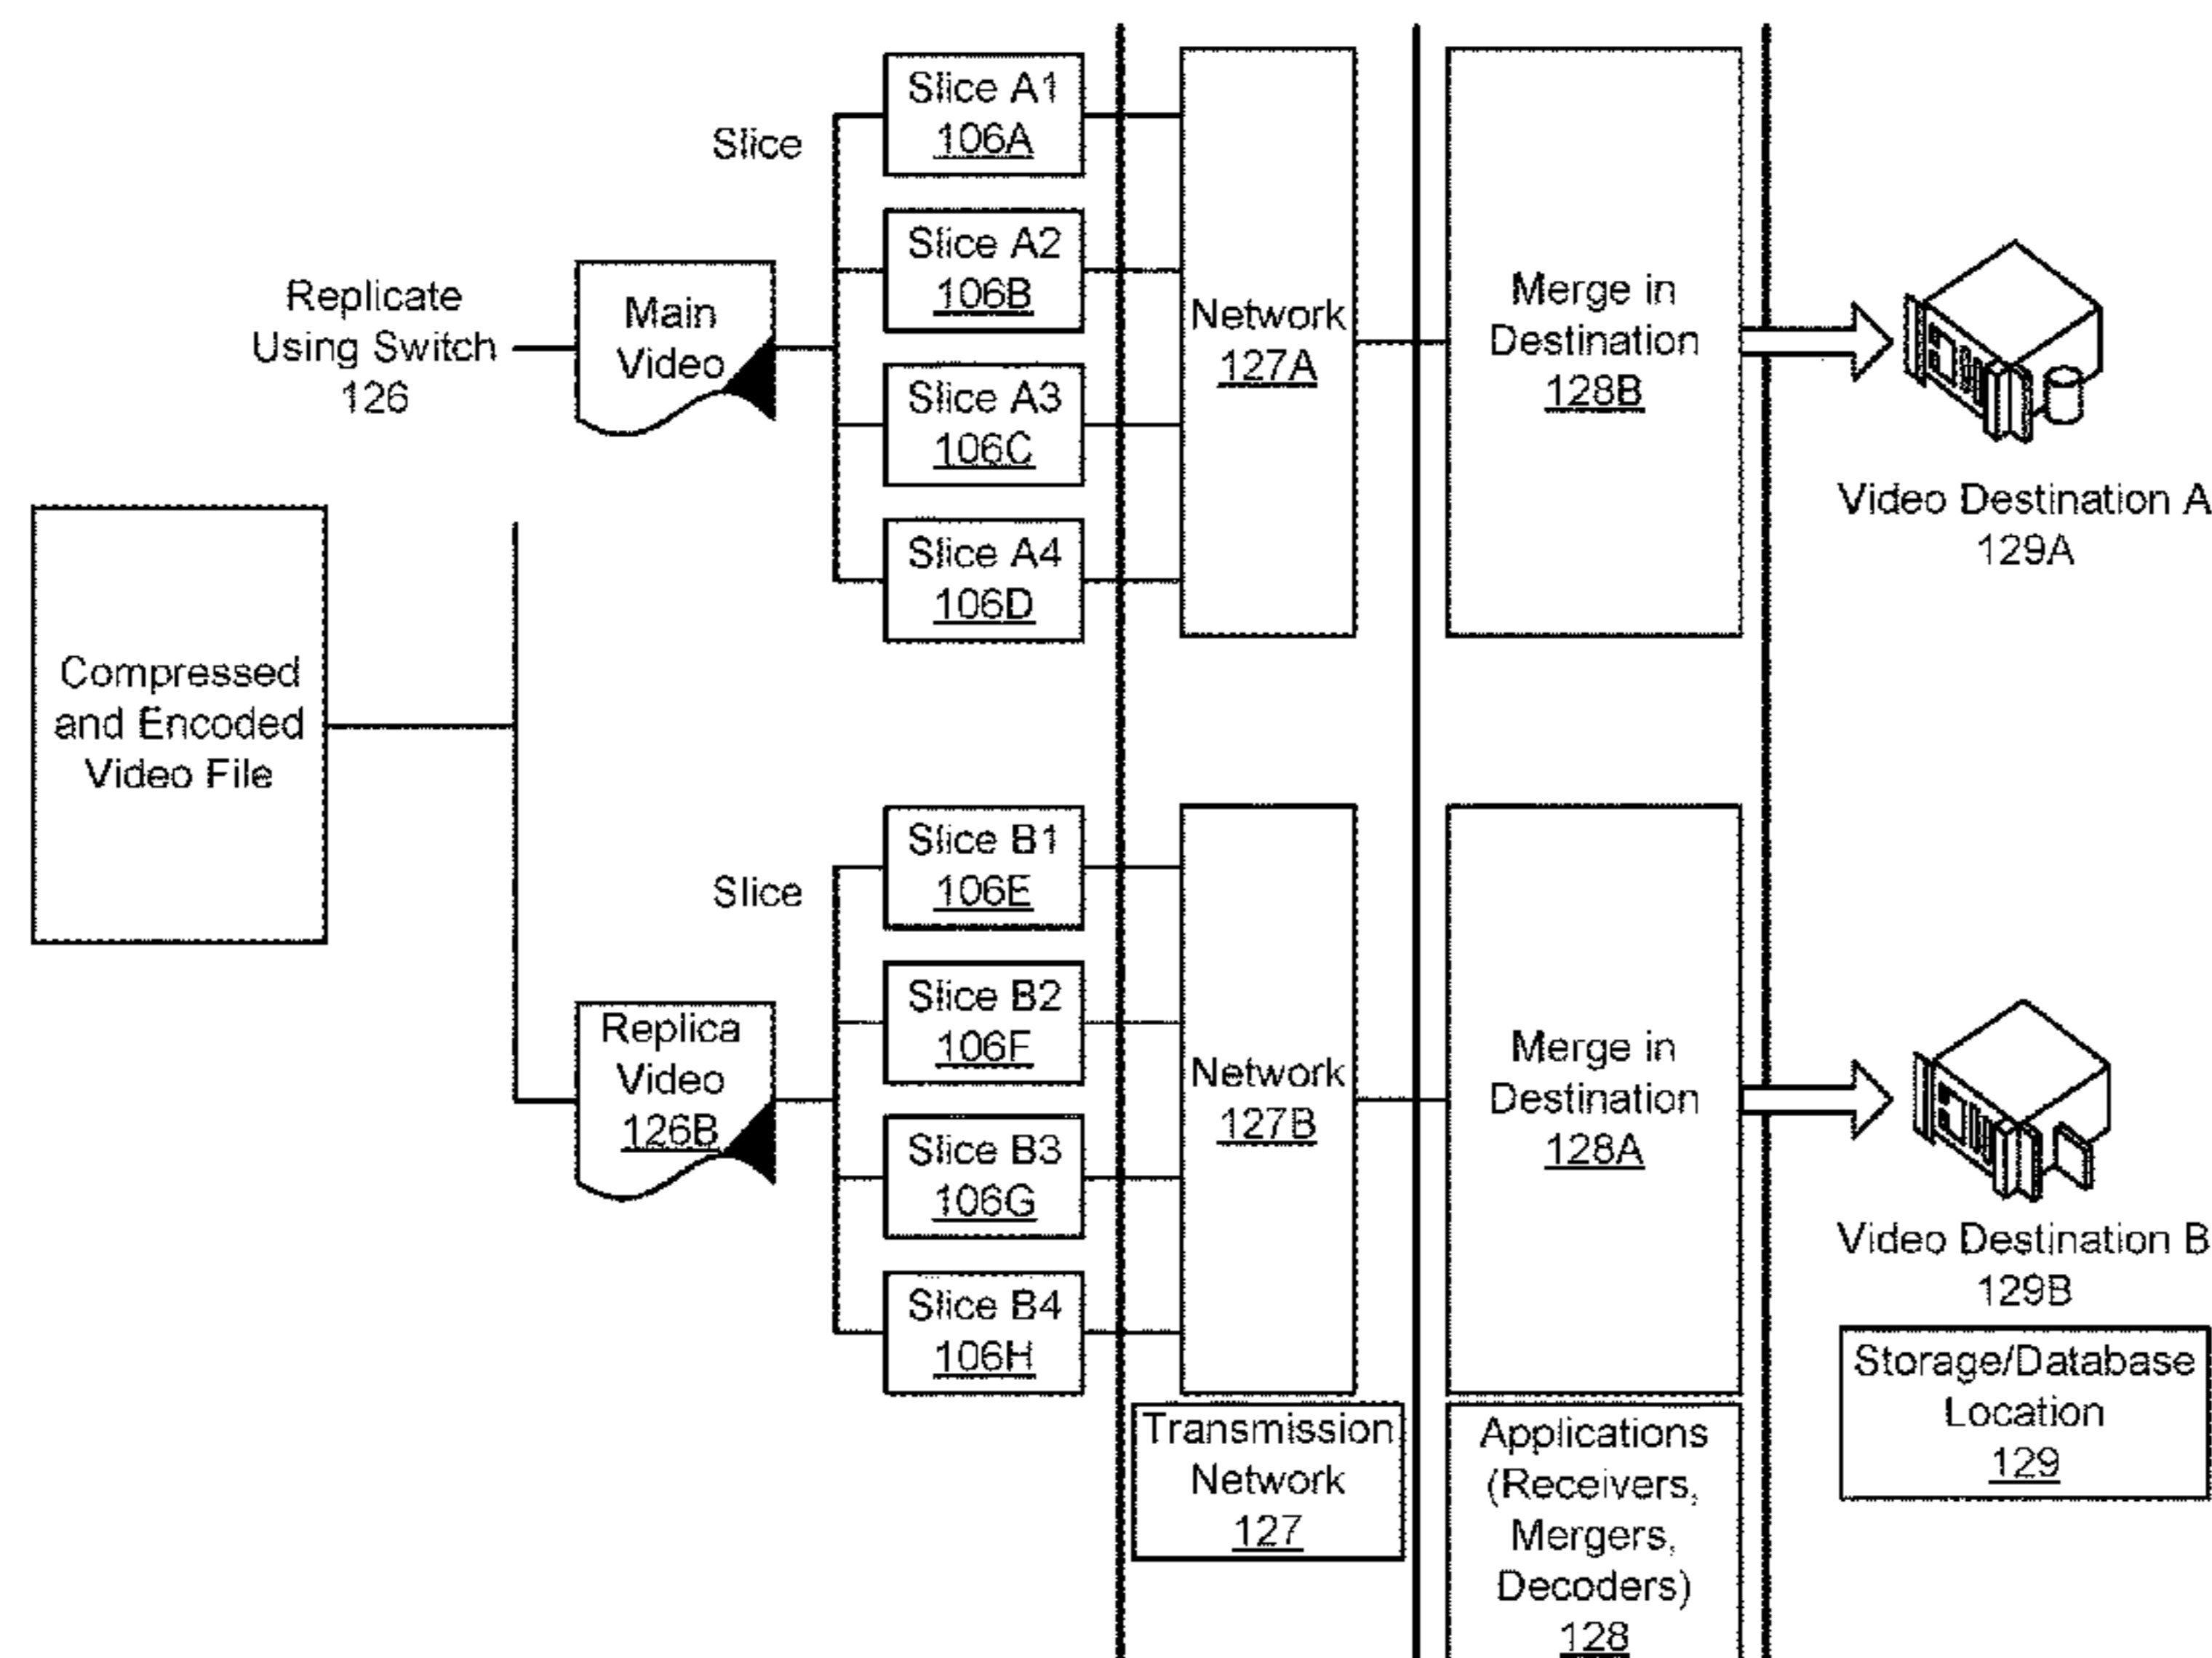 Slice
Slice A1
106A
Slice A2
106B
Slice A3
106C
Slice A4
106D
Replicate
Using Switch
126
Main
Video
Network
127A
Merge in
Destination
128B
Video Destination A
129A
Compressed
and Encoded
Video File
Slice
Slice B1
106E
Slice B2
106F
Slice B3
106G
Slice B4
106H
Replica
Video
126B
Network
127B
Merge in
Destination
128A
Video Destination B
129B
Storage/Database
Location
129
Transmission
Network
127
Applications
(Receivers,
Mergers,
Decoders)
128